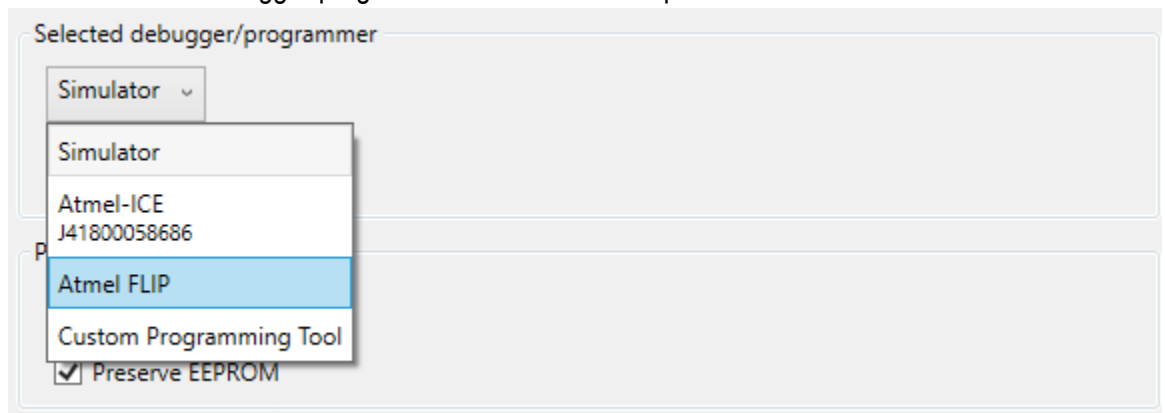 Selected debugger/programmer
Simulator
Simulator
Atmel-ICE
J41800058686
P
Atmel FLIP
Custom Programming Tool
Preserve EEPROM